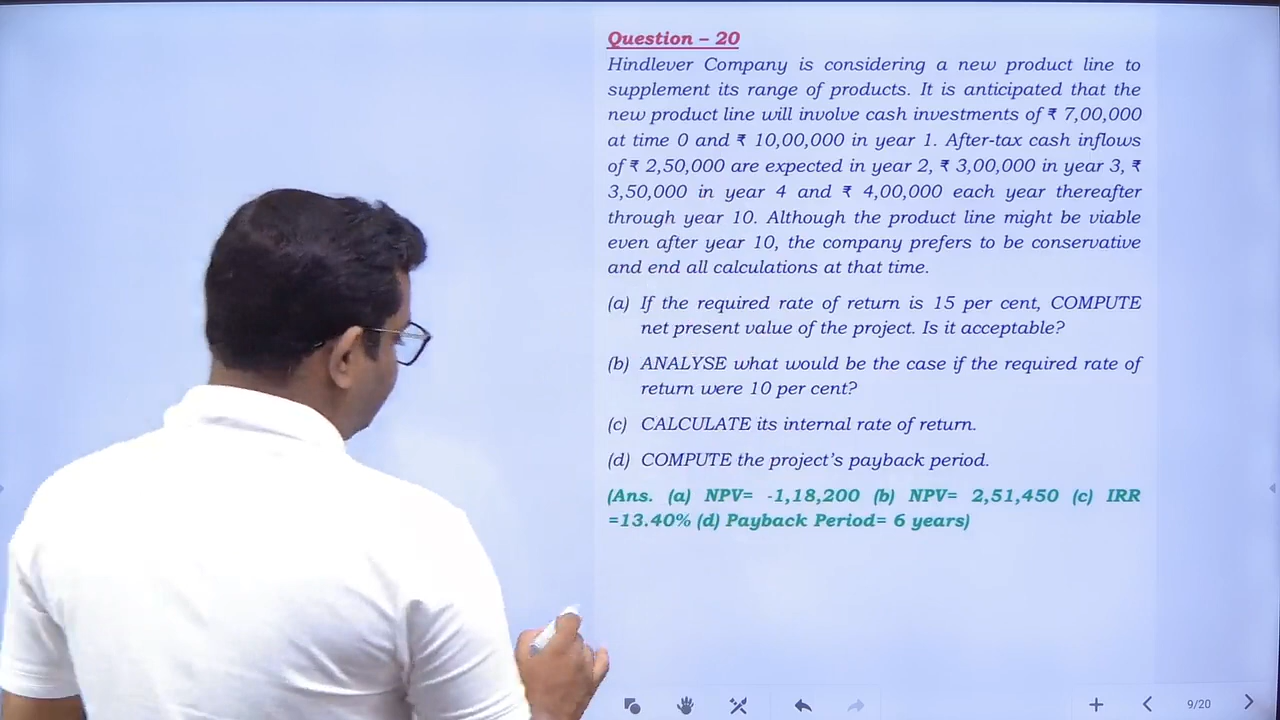 Question – 20
Hindlever Company is considering a new product line to
supplement its range of products. It is anticipated that the
new product line will involve cash investments of ₹ 7,00,000
at time 0 and ₹ 10,00,000 in year 1. After-tax cash inflows
of ₹ 2,50,000 are expected in year 2, ₹ 3,00,000 in year 3, ₹
3,50,000 in year 4 and ₹ 4,00,000 each year thereafter
through year 10. Although the product line might be viable
even after year 10, the company prefers to be conservative
and end all calculations at that time.
(a) If the required rate of return is 15 per cent, COMPUTE
net present value of the project. Is it acceptable?
(b) ANALYSE what would be the case if the required rate of
return were 10 per cent?
(c) CALCULATE its internal rate of return.
(d) COMPUTE the project's payback period.
(Ans. (a) NPV= -1,18,200 (b) NPV= 2,51,450 (c) IRR
=13.40% (d) Payback Period= 6 years)
9/20